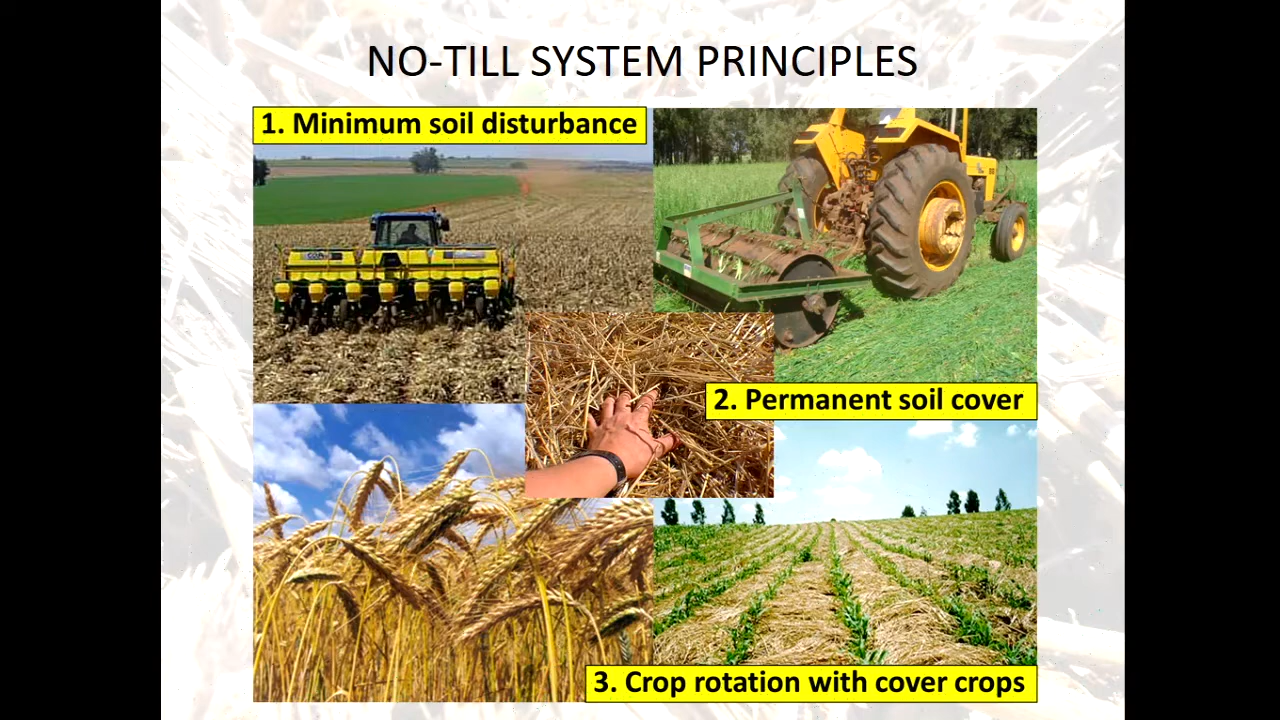 NO-TILL SYSTEM PRINCIPLES
1. Minimum soil disturbance
2. Permanent soil cover
3. Crop rotation with cover crops